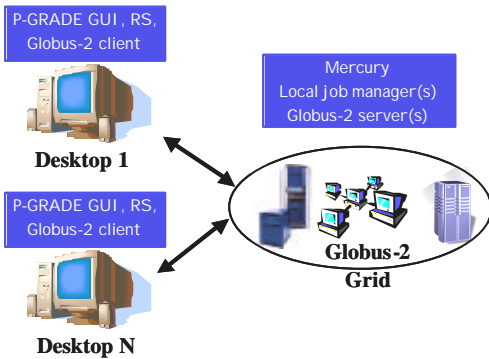 P-GRADE GUI, RS,
Globus-2 client
Desktop 1
Mercury
Local job manager(s)
Globus-2 server(s)
P-GRADE GUI, RS,
Globus-2 client
Desktop N
Globus-2
Grid